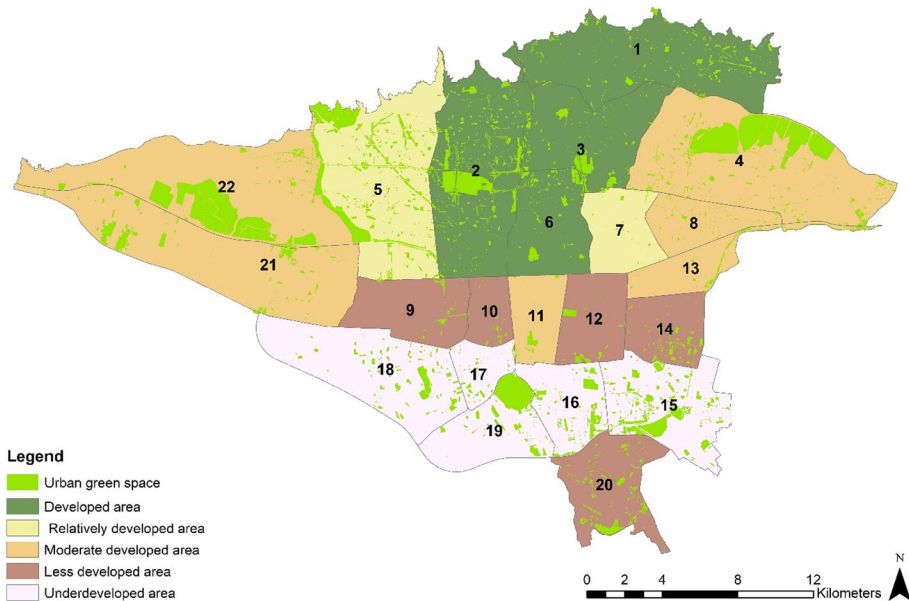 1
2
3
4
5
6
7
8
22
21
13
9
10
11
12
14
18
17
16
15
19
20
Legend
Urban green space
Developed area
Relatively developed area
Moderate developed area
Less developed area
Underdeveloped area
0 2 4 8 12
Kilometers
N